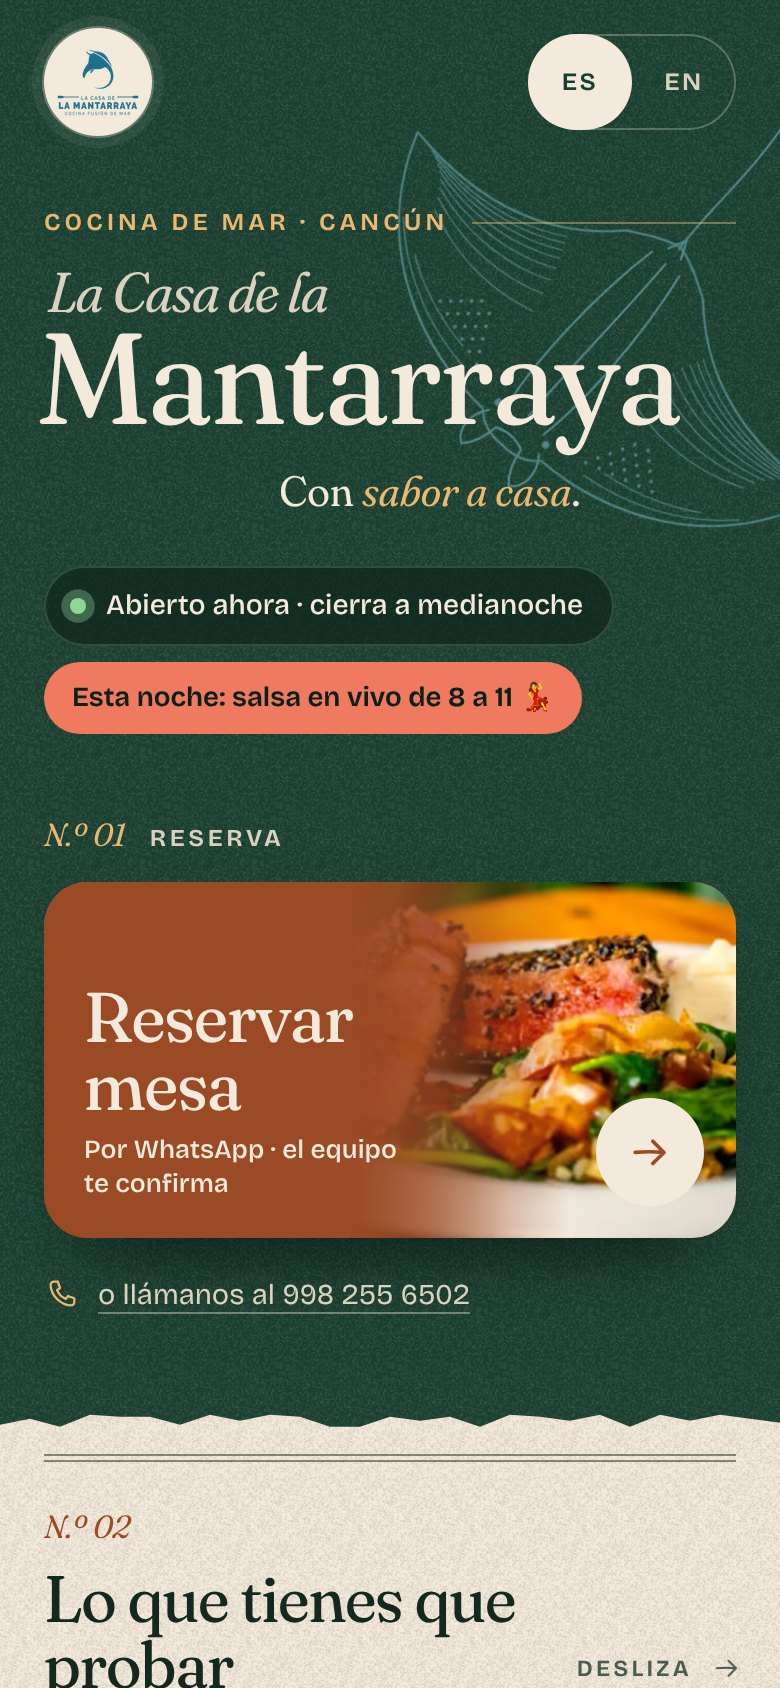 LA CASA DE
LA MANTARRAYA
COCINA FUSIÓN DE MAR
ES
EN
COCINA DE MAR · CANCÚN
La Casa de la
Mantarraya
Con sabor a casa.
Abierto ahora · cierra a medianoche
Esta noche: salsa en vivo de 8 a 11 💃
N.º 01 RESERVA
Reservar
mesa
Por WhatsApp · el equipo
te confirma
→
o llámanos al 998 255 6502
N.º 02
Lo que tienes que
probar
DESLIZA →